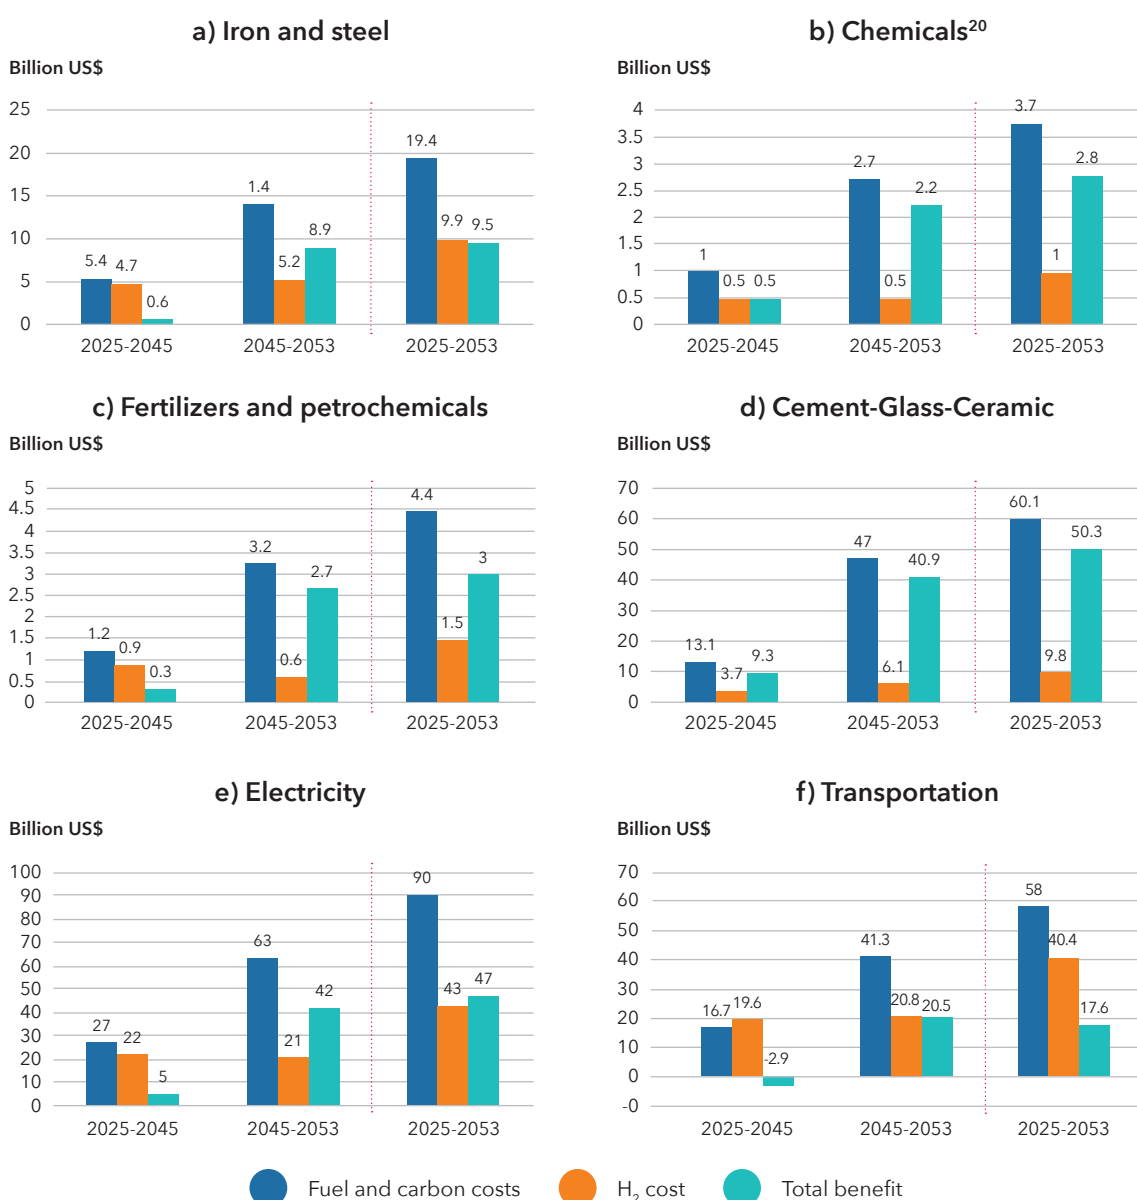 a) Iron and steel
Billion US$
25
20
15
10
5
0
5.4 4.7 0.6
1.4 5.2 8.9
19.4 9.9 9.5
2025-2045 2045-2053 2025-2053
b) Chemicals20
Billion US$
4
3.5
3
2.5
2
1.5
1
0.5
0
1 0.5 0.5
2.7 0.5 2.2
3.7 1 2.8
2025-2045 2045-2053 2025-2053
c) Fertilizers and petrochemicals
Billion US$
5
4.5
4
3.5
3
2.5
2
1.5
1
0.5
0
1.2 0.9 0.3
3.2 0.6 2.7
4.4 1.5 3
2025-2045 2045-2053 2025-2053
d) Cement-Glass-Ceramic
Billion US$
70
60
50
40
30
20
10
0
13.1 3.7 9.3
47 6.1 40.9
60.1 9.8 50.3
2025-2045 2045-2053 2025-2053
e) Electricity
Billion US$
100
90
80
70
60
50
40
30
20
10
0
27 22 5
63 21 42
90 43 47
2025-2045 2045-2053 2025-2053
f) Transportation
Billion US$
70
60
50
40
30
20
10
0
-0
16.7 19.6 -2.9
41.3 20.8 20.5
58 40.4 17.6
2025-2045 2045-2053 2025-2053
Fuel and carbon costs H2 cost Total benefit